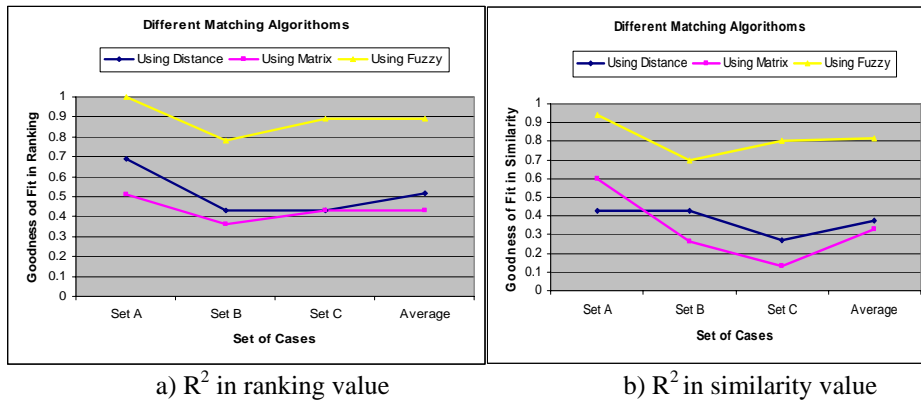 Different Matching Algorithoms
Using Distance Using Matrix Using Fuzzy
Goodness od Fit in Ranking
1
0.9
0.8
0.7
0.6
0.5
0.4
0.3
0.2
0.1
0
Set A Set B Set C Average
Set of Cases
a) R² in ranking value
Different Matching Algorithoms
Using Distance Using Matrix Using Fuzzy
Goodness of Fit in Similarity
1
0.9
0.8
0.7
0.6
0.5
0.4
0.3
0.2
0.1
0
Set A Set B Set C Average
Set of Cases
b) R² in similarity value